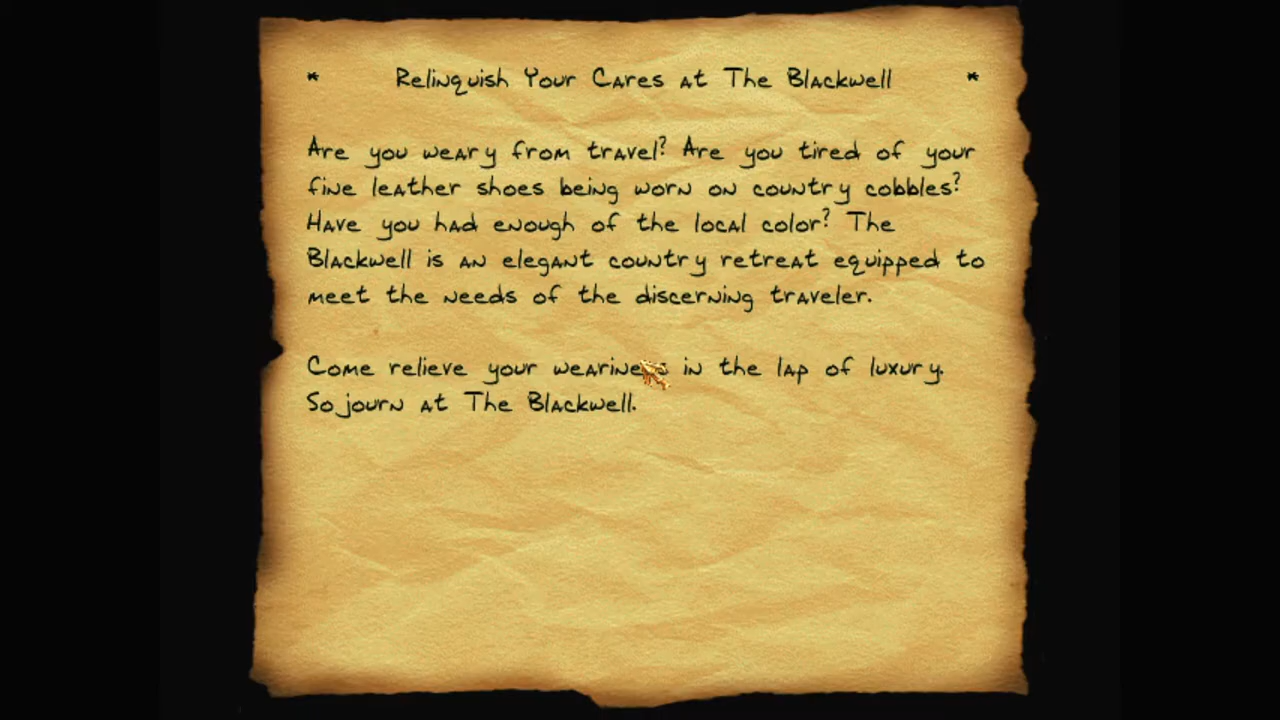 * Relinquish Your Cares at The Blackwell *
Are you weary from travel? Are you tired of your
fine leather shoes being worn on country cobbles?
Have you had enough of the local color? The
Blackwell is an elegant country retreat equipped to
meet the needs of the discerning traveler.
Come relieve your weariness in the lap of luxury.
Sojourn at The Blackwell.